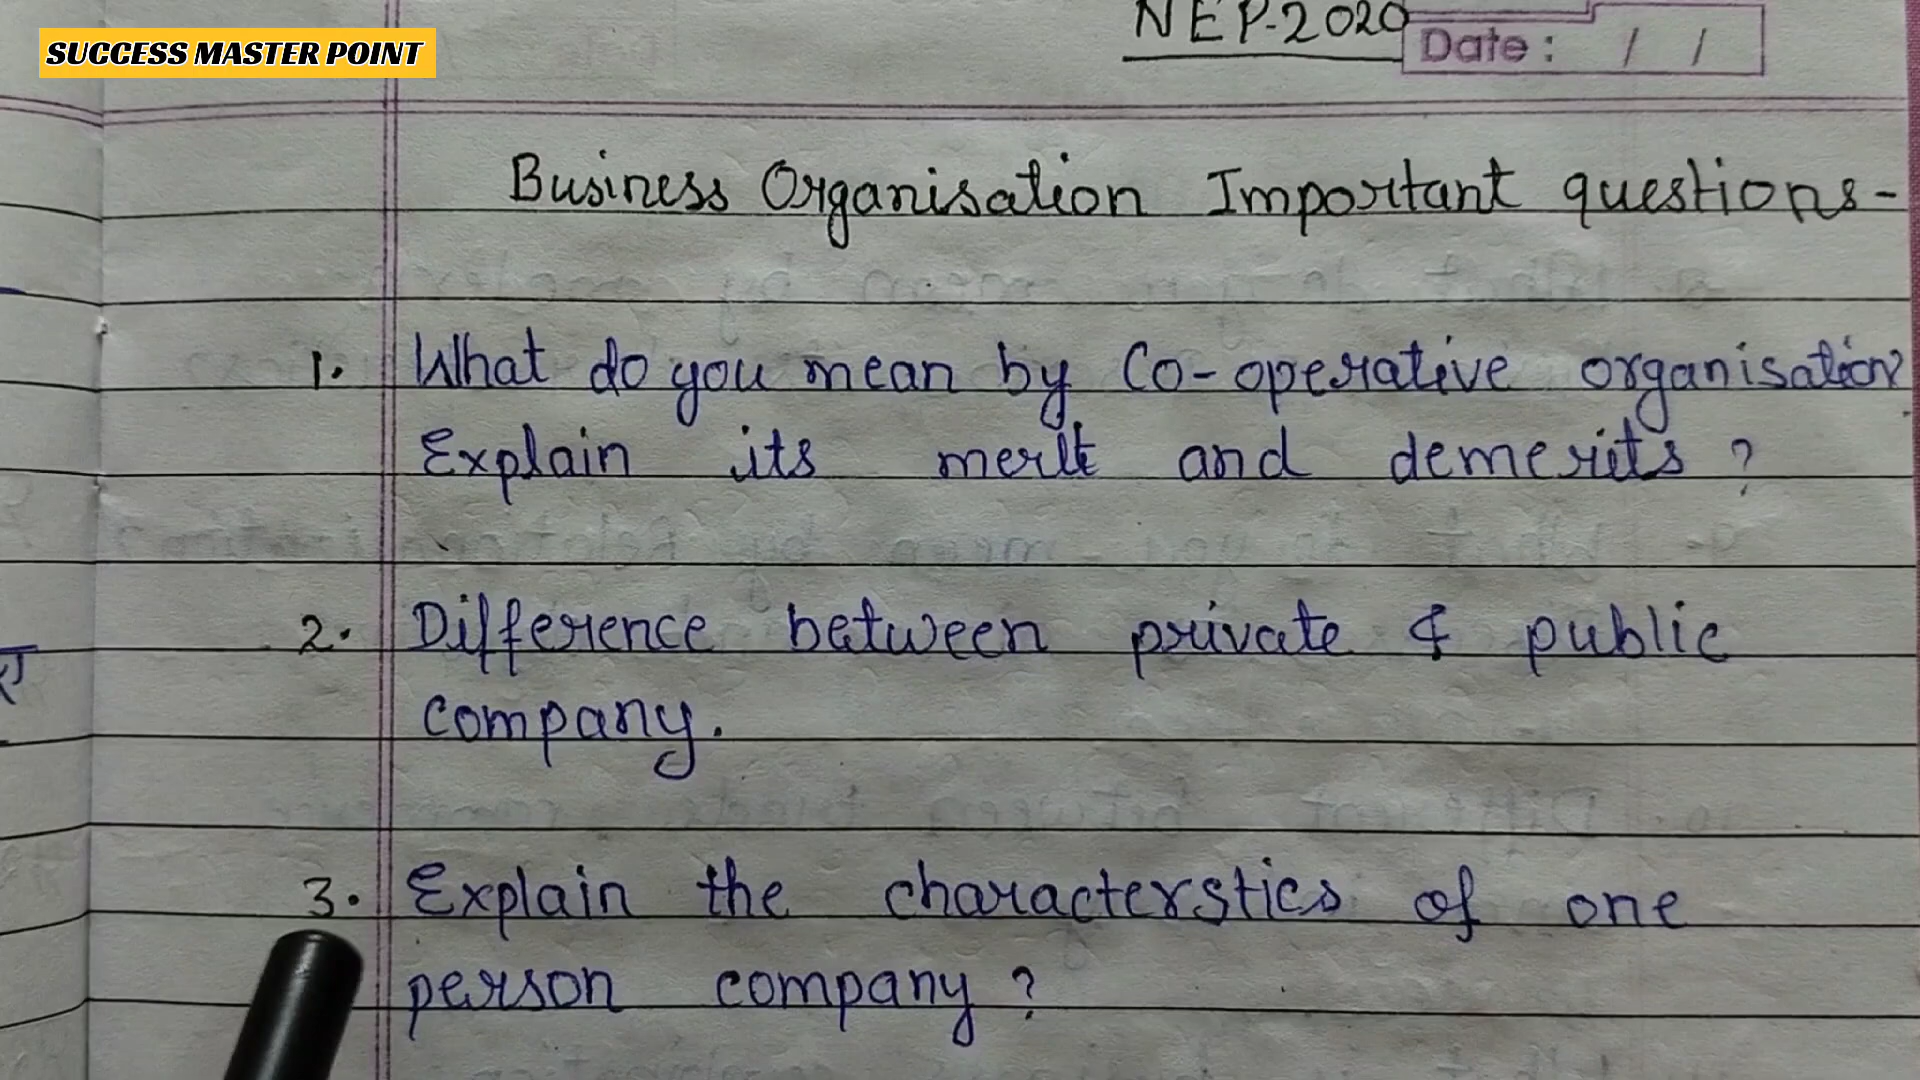 SUCCESS MASTER POINT
NEP-2020
Date : / /
Business Organisation Important questions-
1. What do you mean by Co-operative organisation?
Explain its merit and demerits ?
2. Difference between private & public
company.
3. Explain the characterstics of one
person company ?